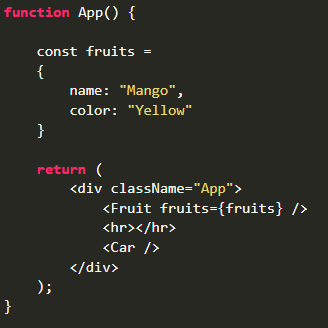 function App() {
const fruits =
{
name: "Mango",
color: "Yellow"
}
return (
<div className="App">
<Fruit fruits={fruits} />
<hr></hr>
<Car />
</div>
);
}